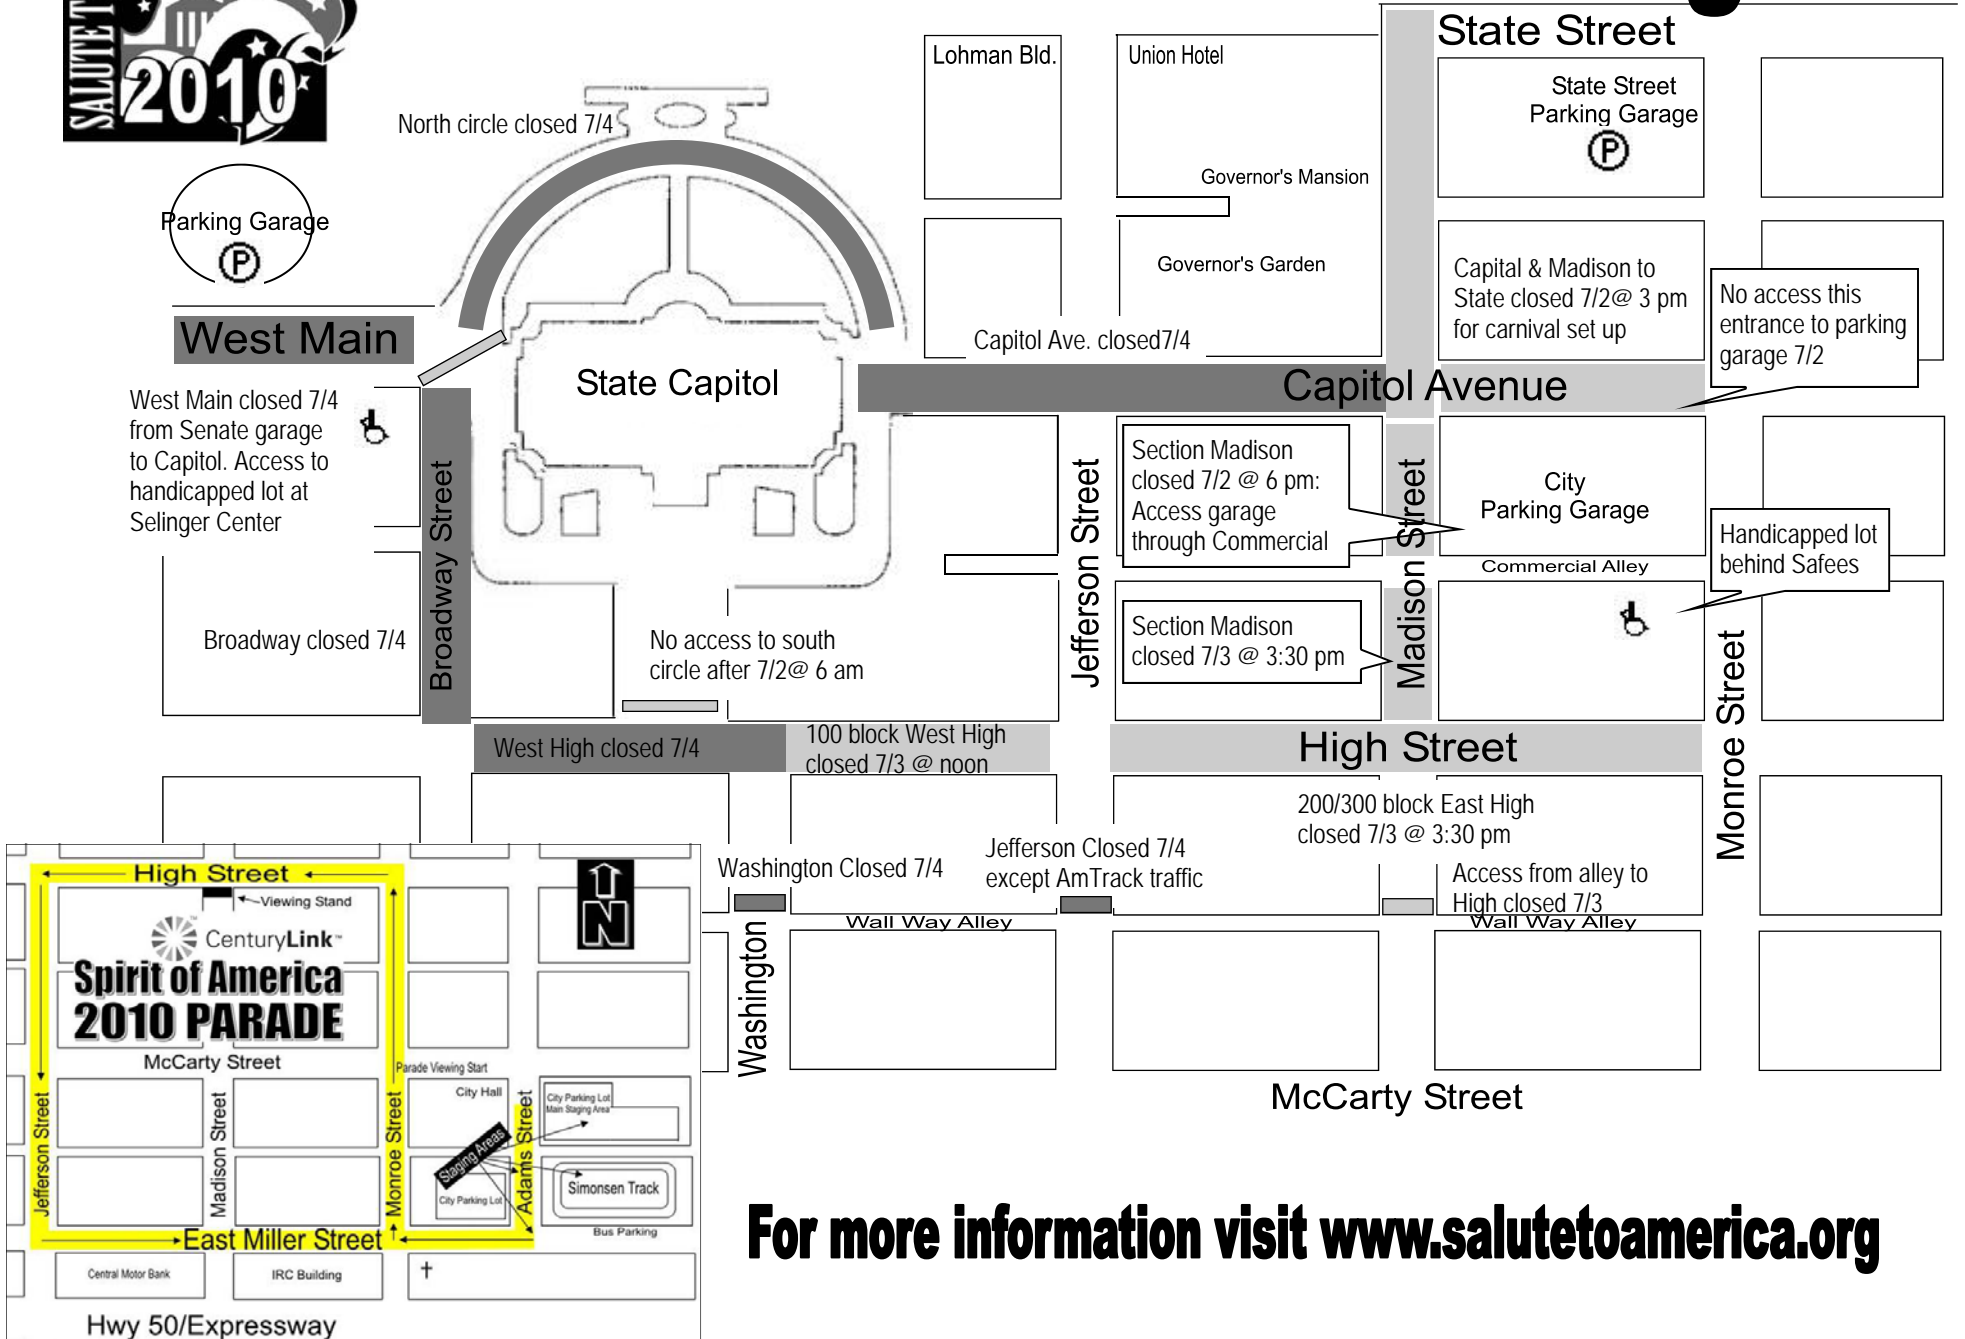 SALUTE T
2010
State Street
Lohman Bld.
Union Hotel
State Street
Parking Garage
P
North circle closed 7/4
Governor's Mansion
Parking Garage
P
Governor's Garden
Capital & Madison to
State closed 7/2@ 3 pm
for carnival set up
No access this
entrance to parking
garage 7/2
West Main
Capitol Ave. closed7/4
State Capitol
Capitol Avenue
West Main closed 7/4
from Senate garage
to Capitol. Access to
handicapped lot at
Selinger Center
Broadway Street
Jefferson Street
Section Madison
closed 7/2 @ 6 pm:
Access garage
through Commercial
Madison Street
City
Parking Garage
Commercial Alley
Handicapped lot
behind Safees
Broadway closed 7/4
No access to south
circle after 7/2@ 6 am
Section Madison
closed 7/3 @ 3:30 pm
Monroe Street
West High closed 7/4
100 block West High
closed 7/3 @ noon
High Street
200/300 block East High
closed 7/3 @ 3:30 pm
Washington Closed 7/4
Jefferson Closed 7/4
except AmTrack traffic
Access from alley to
High closed 7/3
Wall Way Alley
Wall Way Alley
Washington
McCarty Street
High Street
Viewing Stand
CenturyLink™
Spirit of America
2010 PARADE
N
McCarty Street
Parade Viewing Start
City Hall
City Parking Lot
Main Staging Area
Jefferson Street
Madison Street
Monroe Street
Staging Areas
Adams Street
City Parking Lot
Simonsen Track
East Miller Street
Bus Parking
Central Motor Bank
IRC Building
Hwy 50/Expressway
For more information visit www.salutetoamerica.org